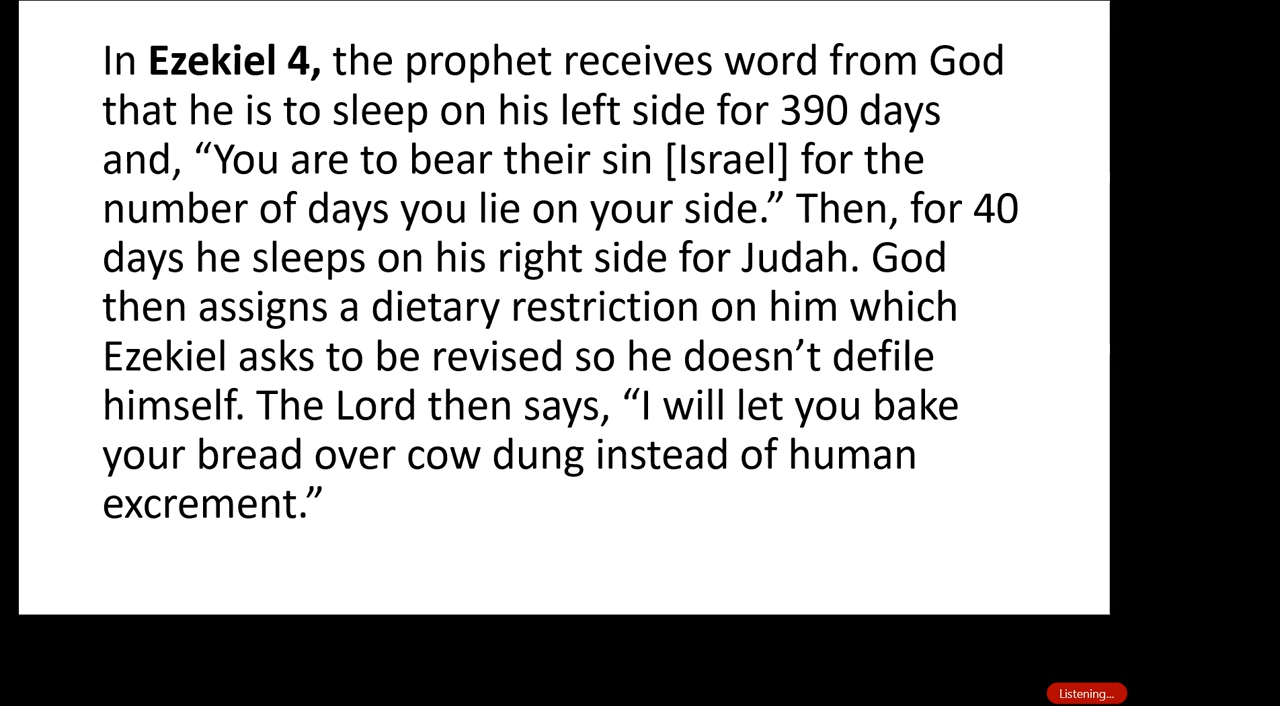 In Ezekiel 4, the prophet receives word from God
that he is to sleep on his left side for 390 days
and, “You are to bear their sin [Israel] for the
number of days you lie on your side.” Then, for 40
days he sleeps on his right side for Judah. God
then assigns a dietary restriction on him which
Ezekiel asks to be revised so he doesn’t defile
himself. The Lord then says, “I will let you bake
your bread over cow dung instead of human
excrement.”
Listening...